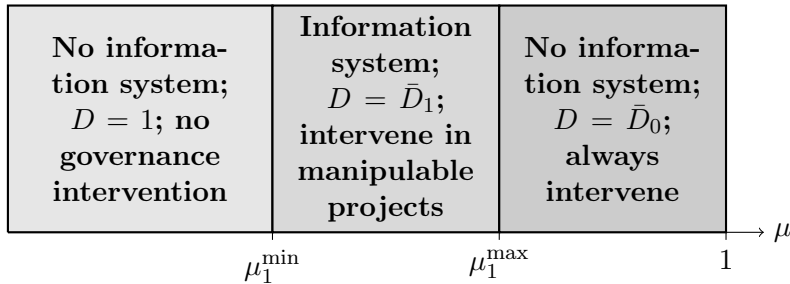 No informa-
tion system;
D = 1; no
governance
intervention
Information
system;
D = D̄₁;
intervene in
manipulable
projects
No informa-
tion system;
D = D̄₀;
always
intervene
μ
μ₁ᵐⁱⁿ
μ₁ᵐᵃˣ
1